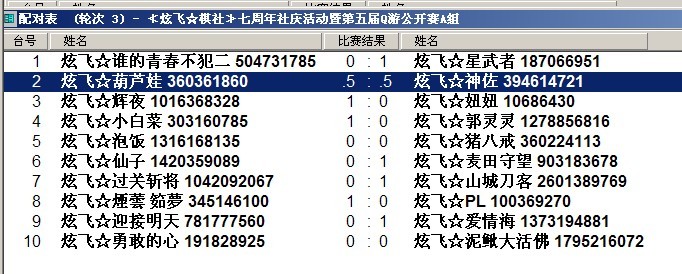 配对表 (轮次 3) - ≪炫飞☆棋社≫七周年社庆活动暨第五届Q游公开赛A组
台号 姓名 比赛结果 姓名
1 炫飞☆谁的青春不犯二 504731785 0 : 1 炫飞☆星武者 187066951
2 炫飞☆葫芦娃 360361860 .5 : .5 炫飞☆神佐 394614721
3 炫飞☆辉夜 1016368328 1 : 0 炫飞☆妞妞 10686430
4 炫飞☆小白菜 303160785 1 : 0 炫飞☆郭灵灵 1278856816
5 炫飞☆泡饭 1316168135 0 : 0 炫飞☆猪八戒 360224113
6 炫飞☆仙子 1420359089 0 : 1 炫飞☆麦田守望 903183678
7 炫飞☆过关斩将 1042092067 0 : 1 炫飞☆山城刀客 2601389769
8 炫飞☆煙蕓 茹夢 345146100 1 : 0 炫飞☆PL 100369270
9 炫飞☆迎接明天 781777560 0 : 1 炫飞☆爱情海 1373194881
10 炫飞☆勇敢的心 191828925 0 : 0 炫飞☆泥鳅大活佛 1795216072